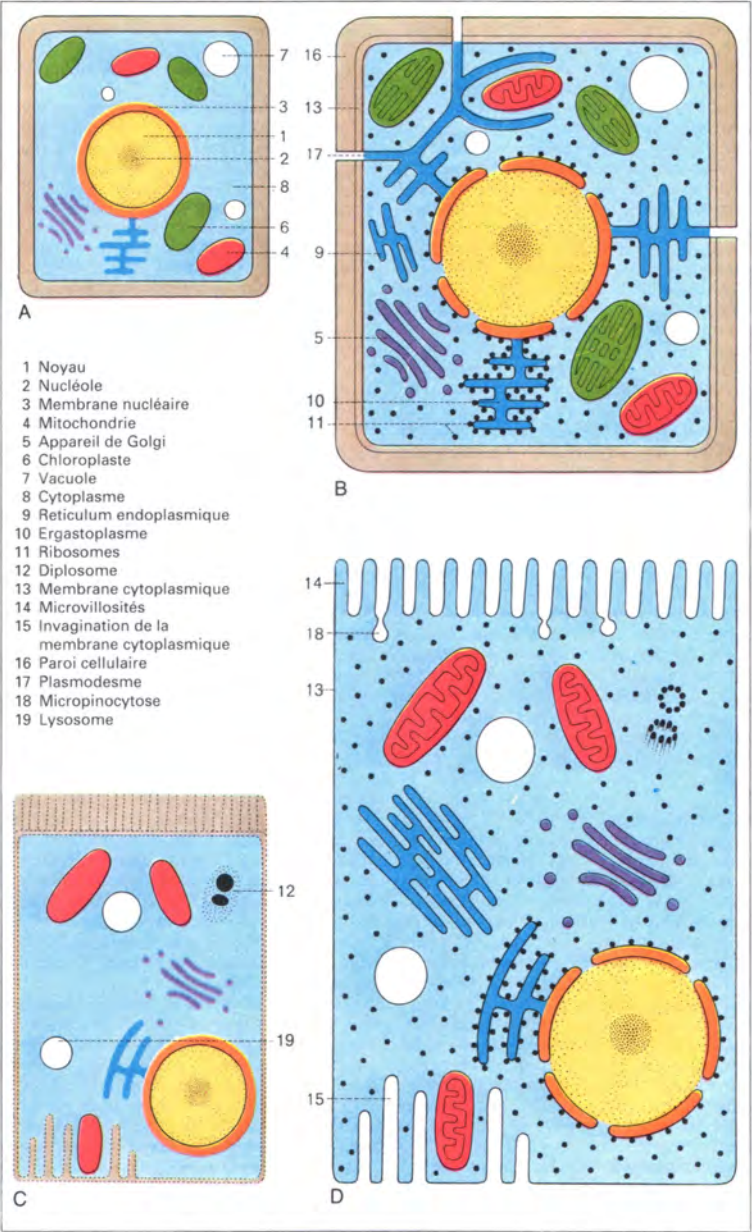 7
16
3
13
1
2
17
8
6
9
4
A
5
10
11
B
1 Noyau
2 Nucléole
3 Membrane nucléaire
4 Mitochondrie
5 Appareil de Golgi
6 Chloroplaste
7 Vacuole
8 Cytoplasme
9 Reticulum endoplasmique
10 Ergastoplasme
11 Ribosomes
12 Diplosome
13 Membrane cytoplasmique
14 Microvillosités
15 Invagination de la
membrane cytoplasmique
16 Paroi cellulaire
17 Plasmodesme
18 Micropinocytose
19 Lysosome
14
18
13
12
19
15
C
D